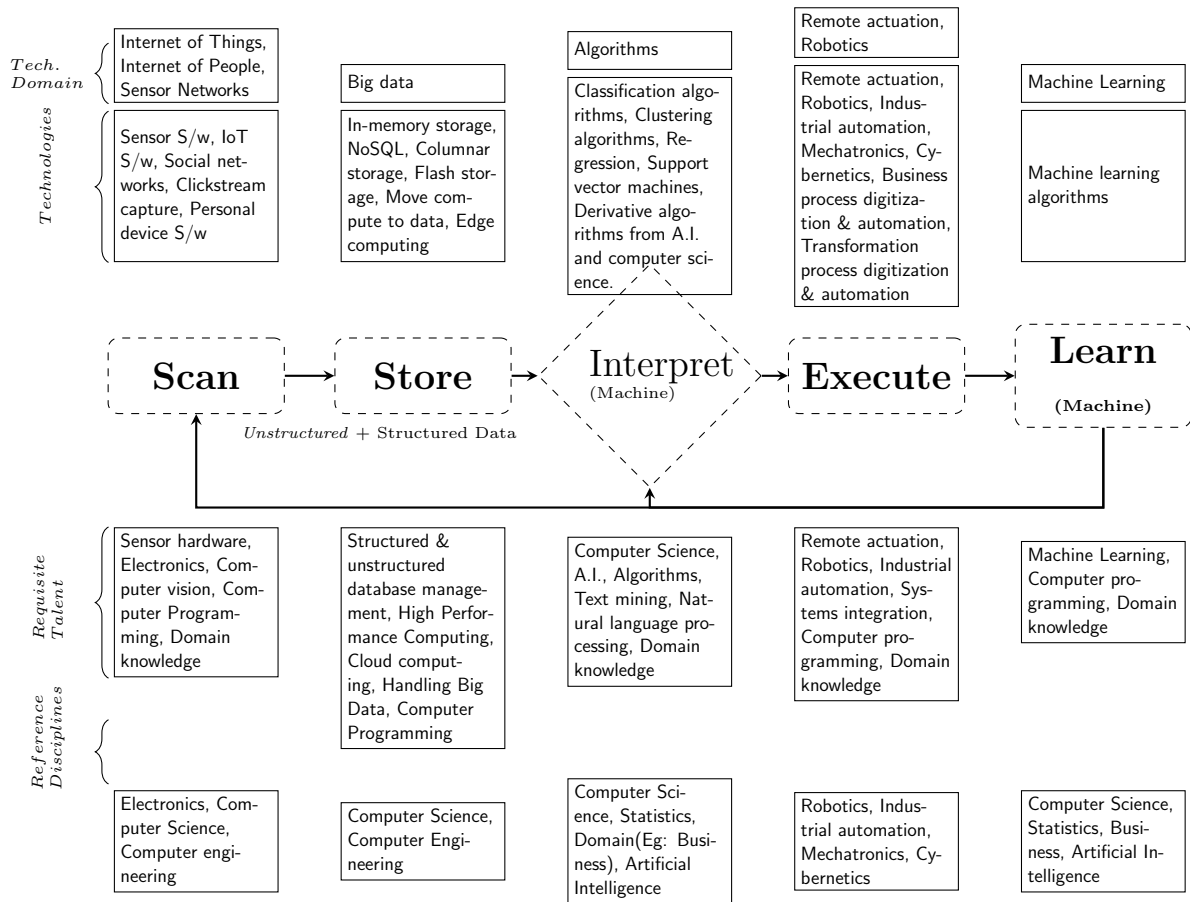 Tech.
Domain
Internet of Things,
Internet of People,
Sensor Networks
Big data
Algorithms
Remote actuation,
Robotics
Machine Learning
Technologies
Sensor S/w, IoT
S/w, Social net-
works, Clickstream
capture, Personal
device S/w
In-memory storage,
NoSQL, Columnar
storage, Flash stor-
age, Move com-
pute to data, Edge
computing
Classification algo-
rithms, Clustering
algorithms, Re-
gression, Support
vector machines,
Derivative algo-
rithms from A.I.
and computer sci-
ence.
Remote actuation,
Robotics, Indus-
trial automation,
Mechatronics, Cy-
bernetics, Business
process digitiza-
tion & automation,
Transformation
process digitization
& automation
Machine learning
algorithms
Scan
Store
Interpret
(Machine)
Execute
Learn
(Machine)
Unstructured + Structured Data
Requisite
Talent
Sensor hardware,
Electronics, Com-
puter vision, Com-
puter Program-
ming, Domain
knowledge
Structured &
unstructured
database manage-
ment, High Perfor-
mance Computing,
Cloud comput-
ing, Handling Big
Data, Computer
Programming
Computer Science,
A.I., Algorithms,
Text mining, Nat-
ural language pro-
cessing, Domain
knowledge
Remote actuation,
Robotics, Industrial
automation, Sys-
tems integration,
Computer pro-
gramming, Domain
knowledge
Machine Learning,
Computer pro-
gramming, Domain
knowledge
Reference
Disciplines
Electronics, Com-
puter Science,
Computer engi-
neering
Computer Science,
Computer Engi-
neering
Computer Sci-
ence, Statistics,
Domain(Eg: Busi-
ness), Artificial
Intelligence
Robotics, Indus-
trial automation,
Mechatronics, Cy-
bernetics
Computer Science,
Statistics, Busi-
ness, Artificial In-
telligence